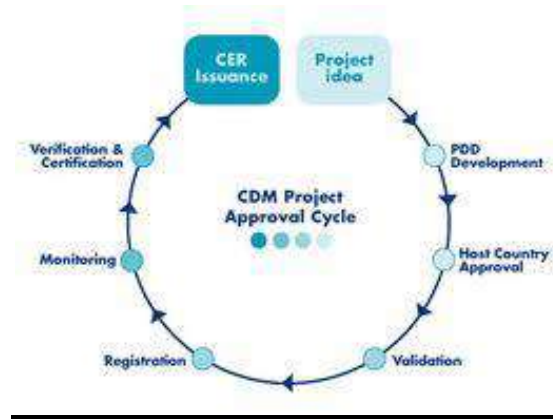 CER
Issuance
Project
idea
Verification &
Certification
PDD
Development
CDM Project
Approval Cycle
Monitoring
Host Country
Approval
Registration
Validation